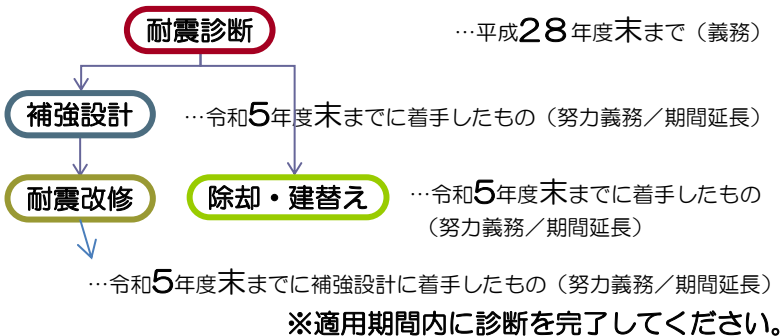 耐震診断 …平成28年度末まで(義務)
補強設計 …令和5年度末までに着手したもの(努力義務/期間延長)
耐震改修 除却・建替え …令和5年度末までに着手したもの
(努力義務/期間延長)
…令和5年度末までに補強設計に着手したもの(努力義務/期間延長)
※適用期間内に診断を完了してください。